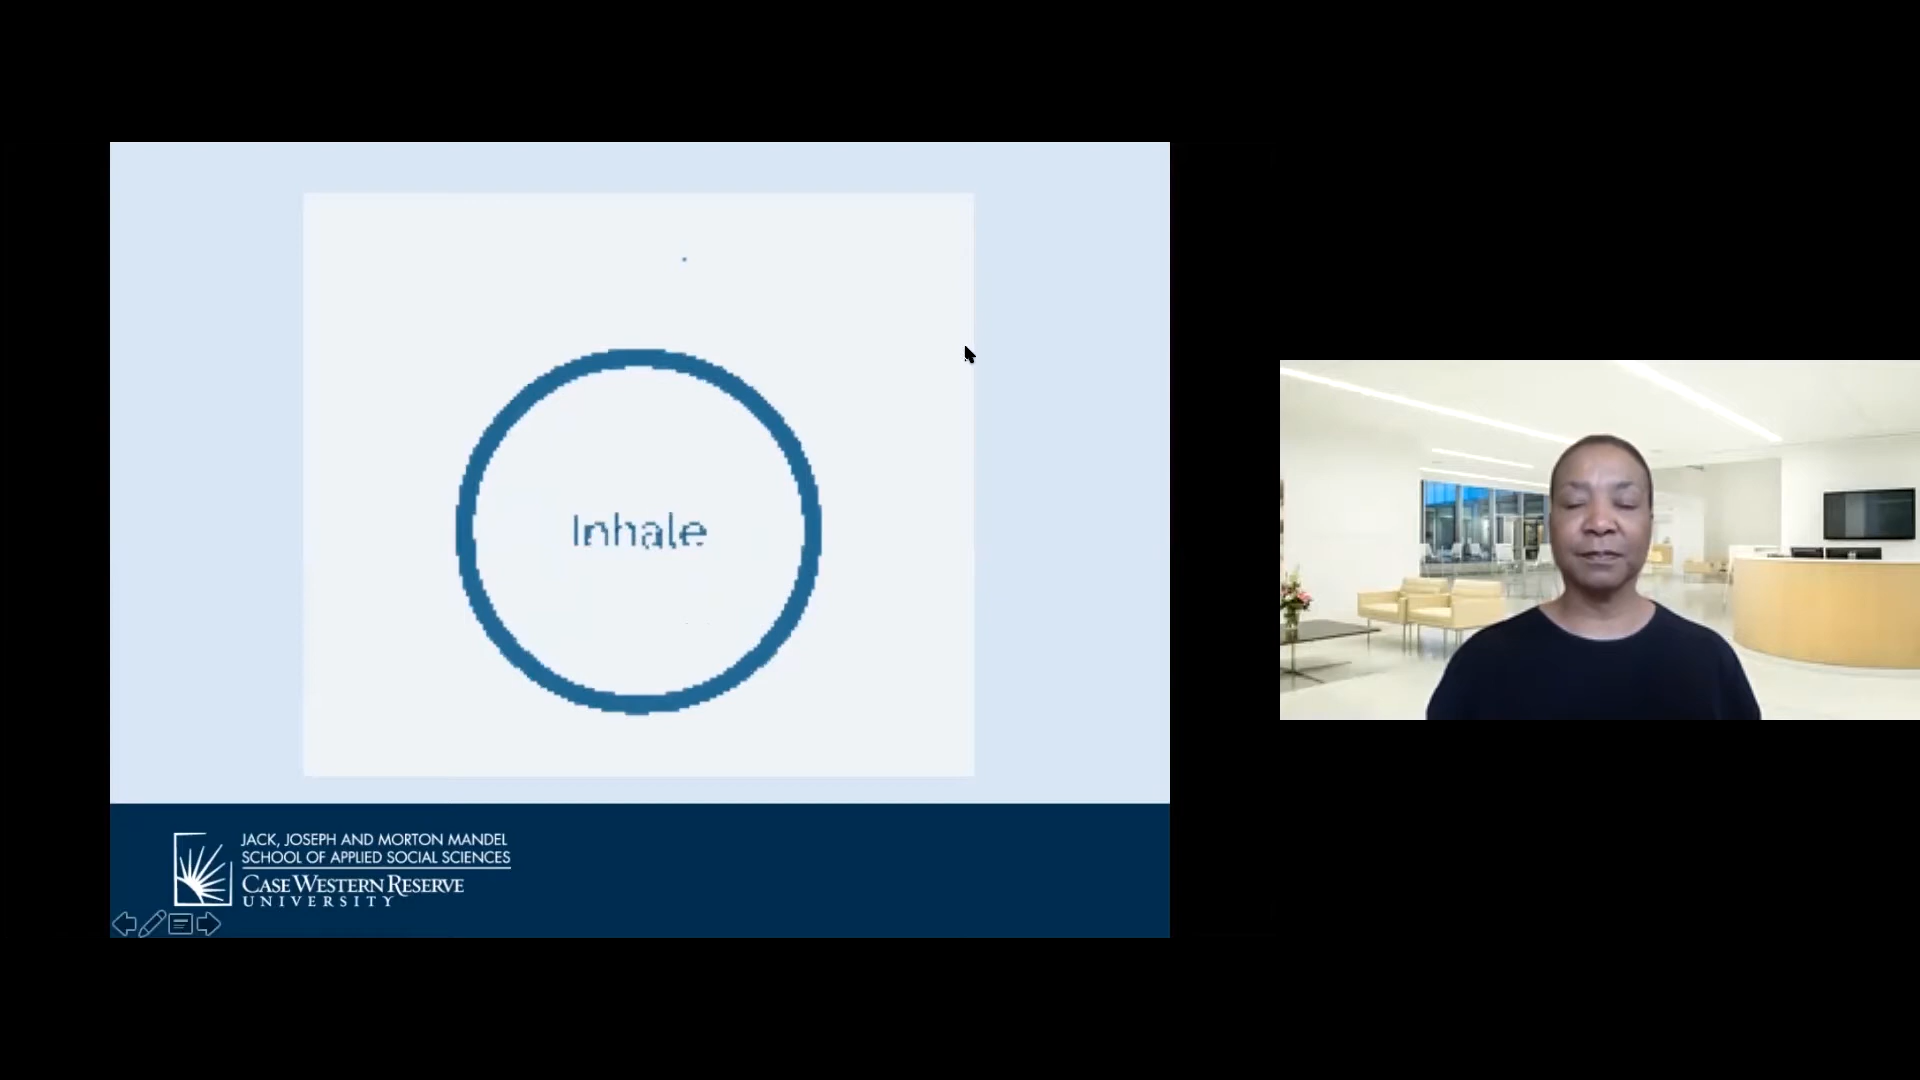 Inhale
JACK, JOSEPH AND MORTON MANDEL
SCHOOL OF APPLIED SOCIAL SCIENCES
CASE WESTERN RESERVE
UNIVERSITY